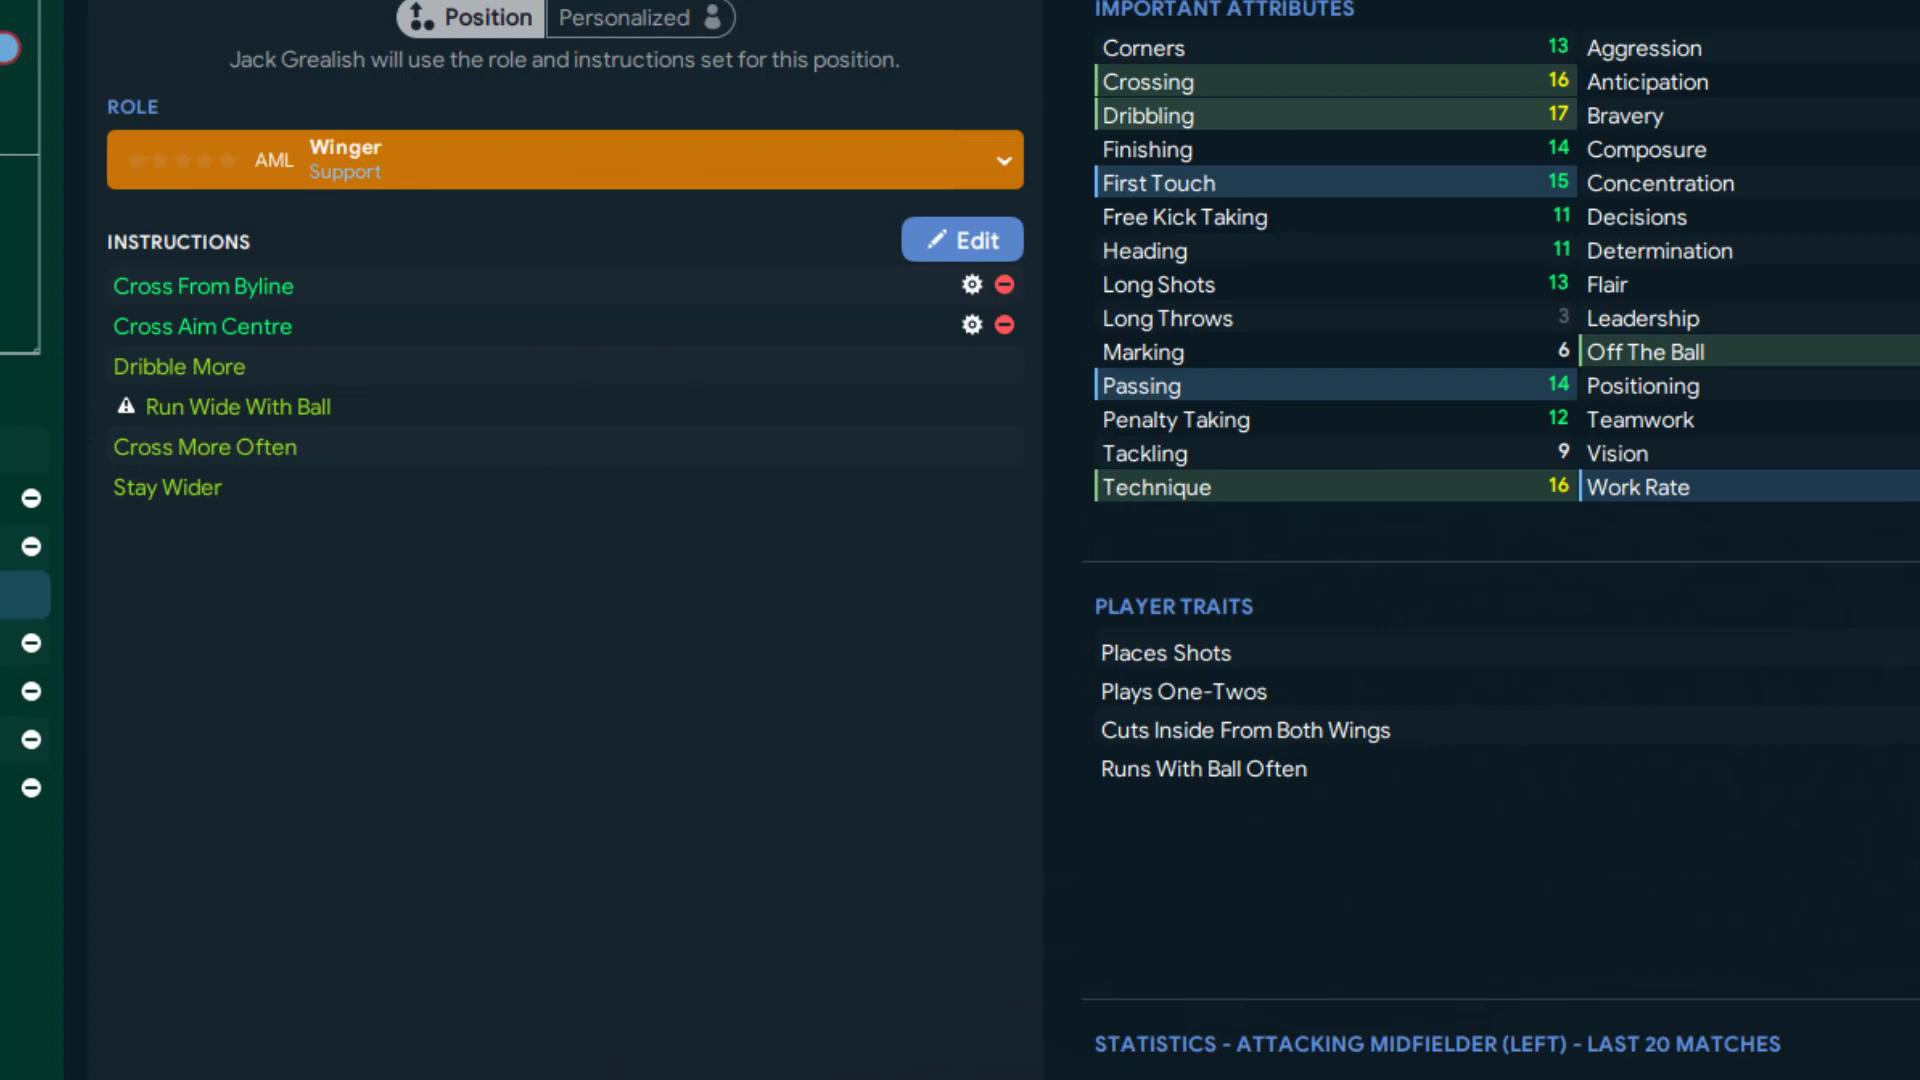 Position
Personalized
Jack Grealish will use the role and instructions set for this position.
ROLE
AML
Winger
Support
INSTRUCTIONS
Edit
Cross From Byline
Cross Aim Centre
Dribble More
Run Wide With Ball
Cross More Often
Stay Wider
IMPORTANT ATTRIBUTES
Corners 13 Aggression
Crossing 16 Anticipation
Dribbling 17 Bravery
Finishing 14 Composure
First Touch 15 Concentration
Free Kick Taking 11 Decisions
Heading 11 Determination
Long Shots 13 Flair
Long Throws 3 Leadership
Marking 6 Off The Ball
Passing 14 Positioning
Penalty Taking 12 Teamwork
Tackling 9 Vision
Technique 16 Work Rate
PLAYER TRAITS
Places Shots
Plays One-Twos
Cuts Inside From Both Wings
Runs With Ball Often
STATISTICS - ATTACKING MIDFIELDER (LEFT) - LAST 20 MATCHES